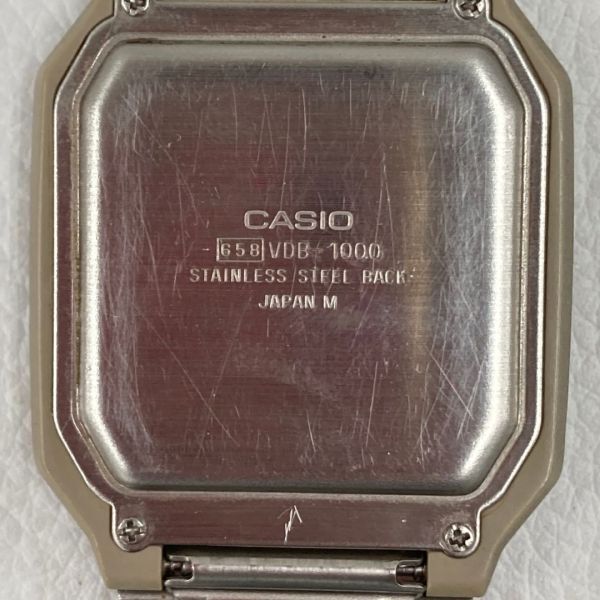 CASIO
658 VDB-1000
STAINLESS STEEL BACK
JAPAN M